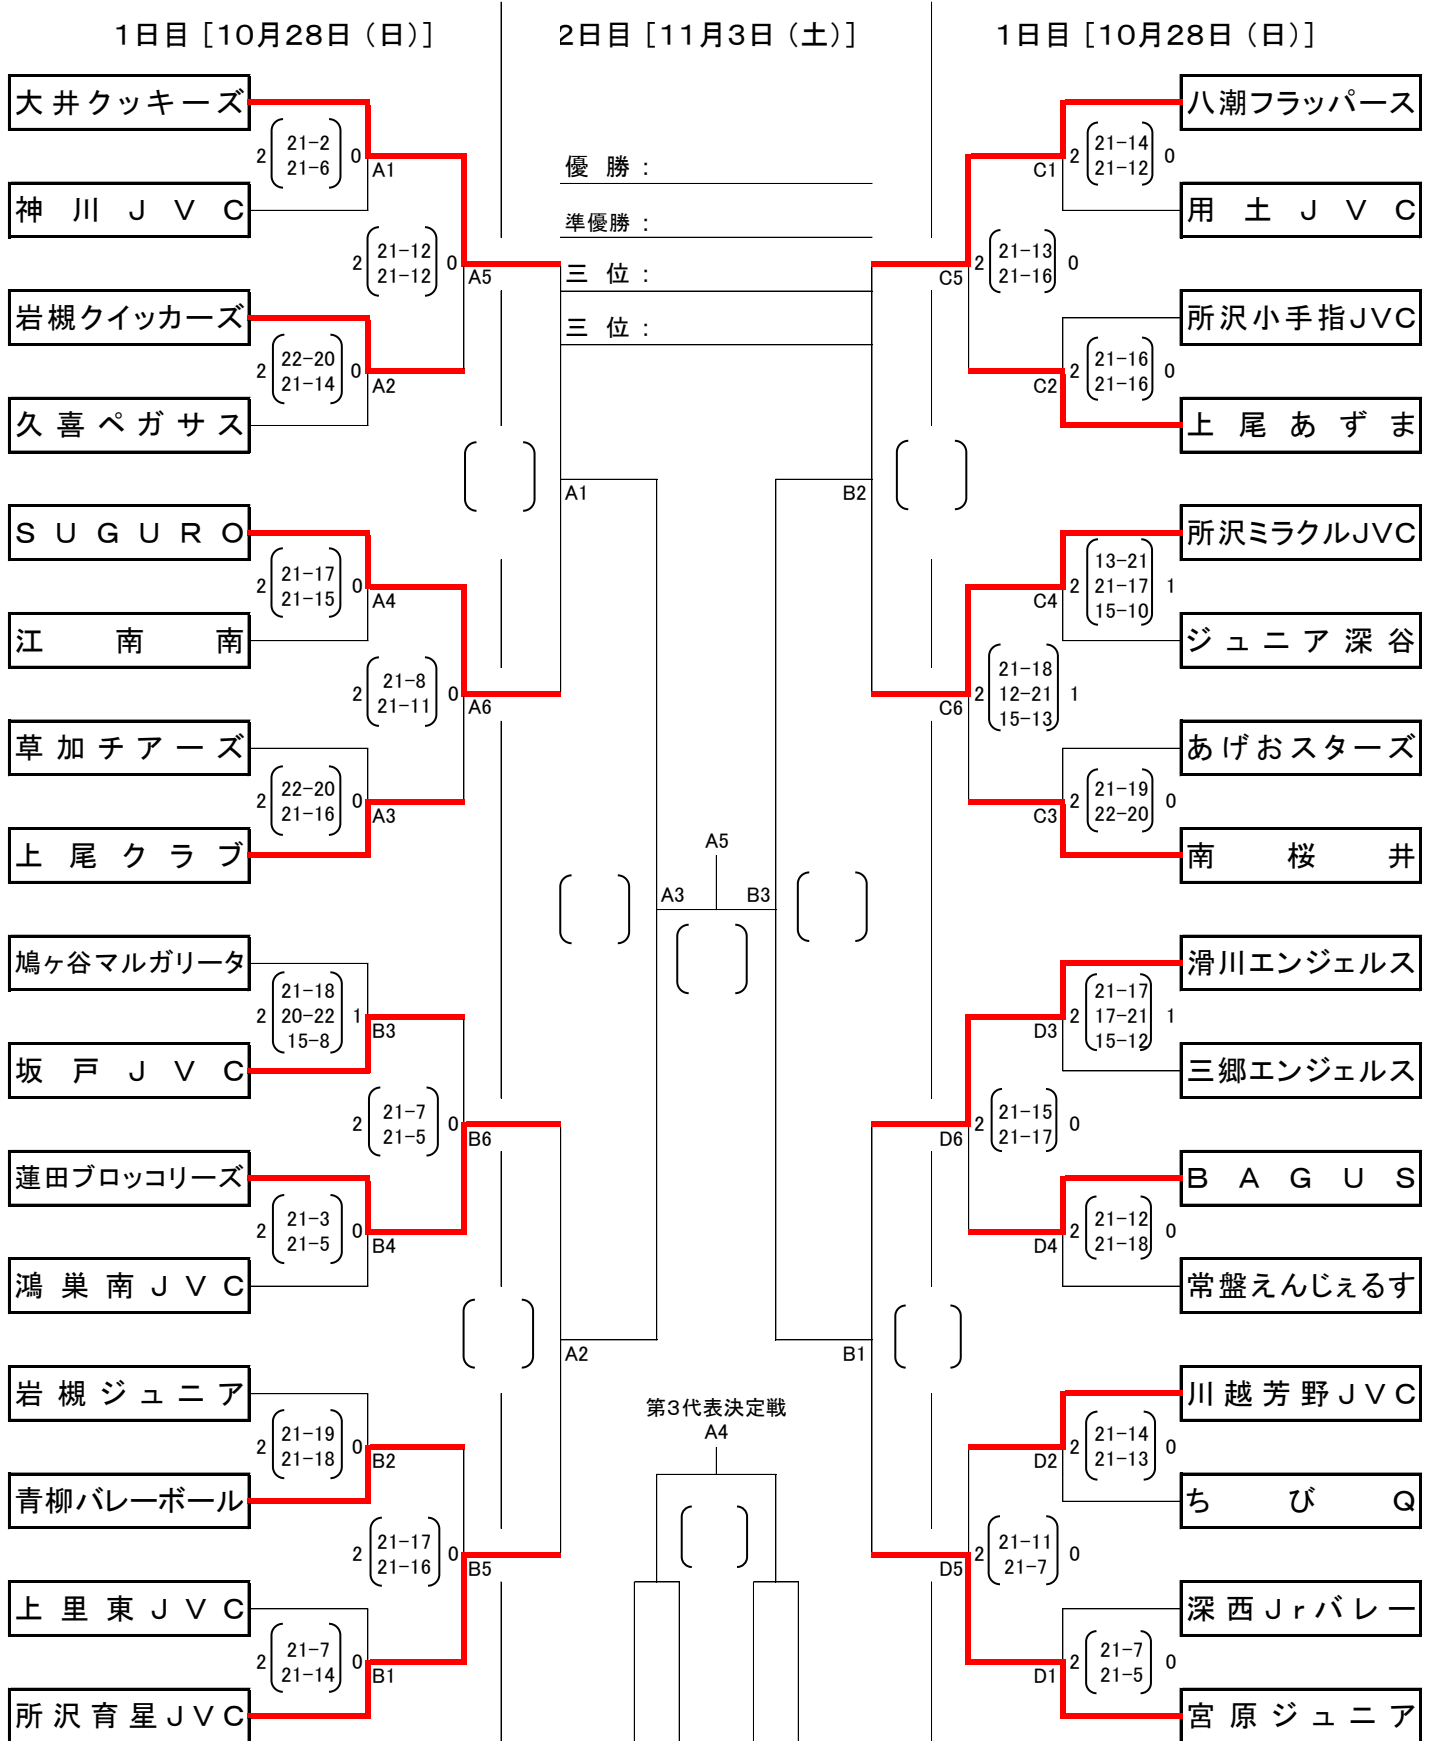 1日目 [10月28日（日）]
2日目 [11月3日（土）]
1日目 [10月28日（日）]
大井クッキーズ
2 21-2 0
21-6
A1
神川JVC
2 21-12 0
21-12
A5
岩槻クイッカーズ
2 22-20 0
21-14
A2
久喜ペガサス
SUGURO
2 21-17 0
21-15
A4
江南南
2 21-8 0
21-11
A6
草加チアーズ
2 22-20 0
21-16
A3
上尾クラブ
鳩ヶ谷マルガリータ
21-18
2 20-22 1
15-8
B3
坂戸JVC
2 21-7 0
21-5
B6
蓮田ブロッコリーズ
2 21-3 0
21-5
B4
鴻巣南JVC
岩槻ジュニア
2 21-19 0
21-18
B2
青柳バレーボール
2 21-17 0
21-16
B5
上里東JVC
2 21-7 0
21-14
B1
所沢育星JVC
優勝：
準優勝：
三位：
三位：
A1
B2
A5
A3
B3
A2
B1
第3代表決定戦
A4
八潮フラッパース
C1
2 21-14 0
21-12
用土JVC
C5
2 21-13 0
21-16
所沢小手指JVC
C2
2 21-16 0
21-16
上尾あずま
所沢ミラクルJVC
13-21
C4
2 21-17 1
15-10
ジュニア深谷
21-18
C6
2 12-21 1
15-13
あげおスターズ
C3
2 21-19 0
22-20
南桜井
滑川エンジェルス
21-17
D3
2 17-21 1
15-12
三郷エンジェルス
D6
2 21-15 0
21-17
BAGUS
D4
2 21-12 0
21-18
常盤えんじぇるす
川越芳野JVC
D2
2 21-14 0
21-13
ちびQ
D5
2 21-11 0
21-7
深西Jrバレー
D1
2 21-7 0
21-5
宮原ジュニア